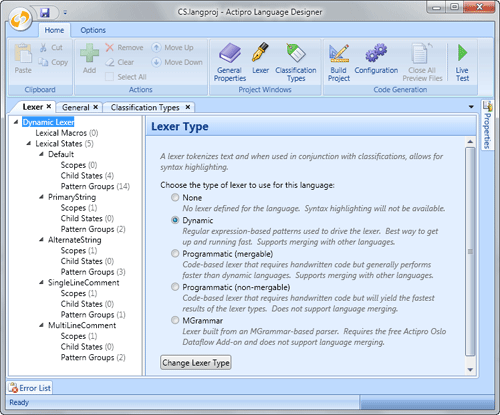 CS.langproj - Actipro Language Designer
Home
Options
Paste
Cut
Copy
Clipboard
Add
Remove
Clear
Select All
Move Up
Move Down
Actions
General
Properties
Lexer
Classification
Types
Project Windows
Build
Project
Configuration
Close All
Preview Files
Code Generation
Live
Test
Lexer
General
Classification Types
Properties
Dynamic Lexer
Lexical Macros (0)
Lexical States (5)
Default
Scopes (0)
Child States (4)
Pattern Groups (14)
PrimaryString
Scopes (1)
Child States (0)
Pattern Groups (2)
AlternateString
Scopes (1)
Child States (0)
Pattern Groups (3)
SingleLineComment
Scopes (1)
Child States (0)
Pattern Groups (2)
MultiLineComment
Scopes (1)
Child States (0)
Pattern Groups (2)
Lexer Type
A lexer tokenizes text and when used in conjunction with classifications, allows for
syntax highlighting.
Choose the type of lexer to use for this language:
None
No lexer defined for the language. Syntax highlighting will not be available.
Dynamic
Regular expression-based patterns used to drive the lexer. Best way to get
up and running fast. Supports merging with other languages.
Programmatic (mergable)
Code-based lexer that requires handwritten code but generally performs
faster than dynamic languages. Supports merging with other languages.
Programmatic (non-mergable)
Code-based lexer that requires handwritten code but will yield the fastest
results of the lexer types. Does not support language merging.
MGrammar
Lexer built from an MGrammar-based parser. Requires the free Actipro Oslo
Dataflow Add-on and does not support language merging.
Change Lexer Type
Error List
Ready